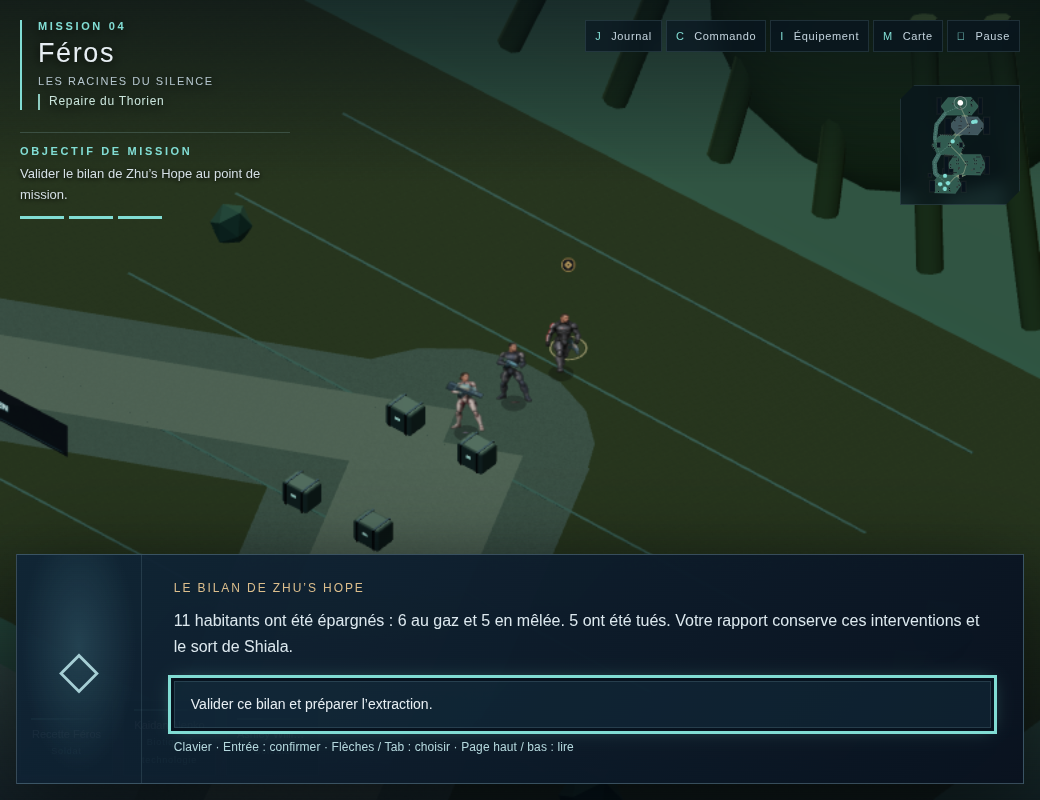 MISSION 04
Féros
LES RACINES DU SILENCE
Repaire du Thorien
J Journal
C Commando
I Équipement
M Carte
Pause
OBJECTIF DE MISSION
Valider le bilan de Zhu's Hope au point de
mission.
LE BILAN DE ZHU'S HOPE
11 habitants ont été épargnés : 6 au gaz et 5 en mêlée. 5 ont été tués. Votre rapport conserve ces interventions et
le sort de Shiala.
Valider ce bilan et préparer l'extraction.
Clavier · Entrée : confirmer · Flèches / Tab : choisir · Page haut / bas : lire